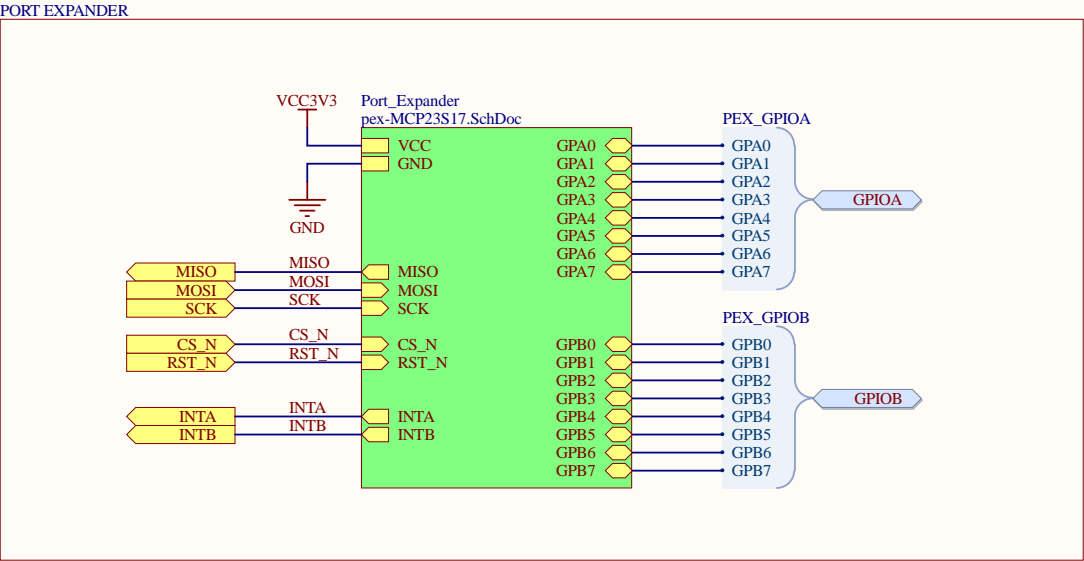 PORT EXPANDER
VCC3V3
Port_Expander
pex-MCP23S17.SchDoc
PEX_GPIOA
VCC GPA0 GPA0
GND GPA1 GPA1
GPA2 GPA2
GPA3 GPA3 GPIOA
GND GPA4 GPA4
GPA5 GPA5
GPA6 GPA6
MISO MISO MISO GPA7 GPA7
MOSI MOSI MOSI
SCK SCK SCK
PEX_GPIOB
CS_N CS_N CS_N GPB0 GPB0
RST_N RST_N RST_N GPB1 GPB1
GPB2 GPB2
GPB3 GPB3 GPIOB
INTA INTA INTA GPB4 GPB4
INTB INTB INTB GPB5 GPB5
GPB6 GPB6
GPB7 GPB7